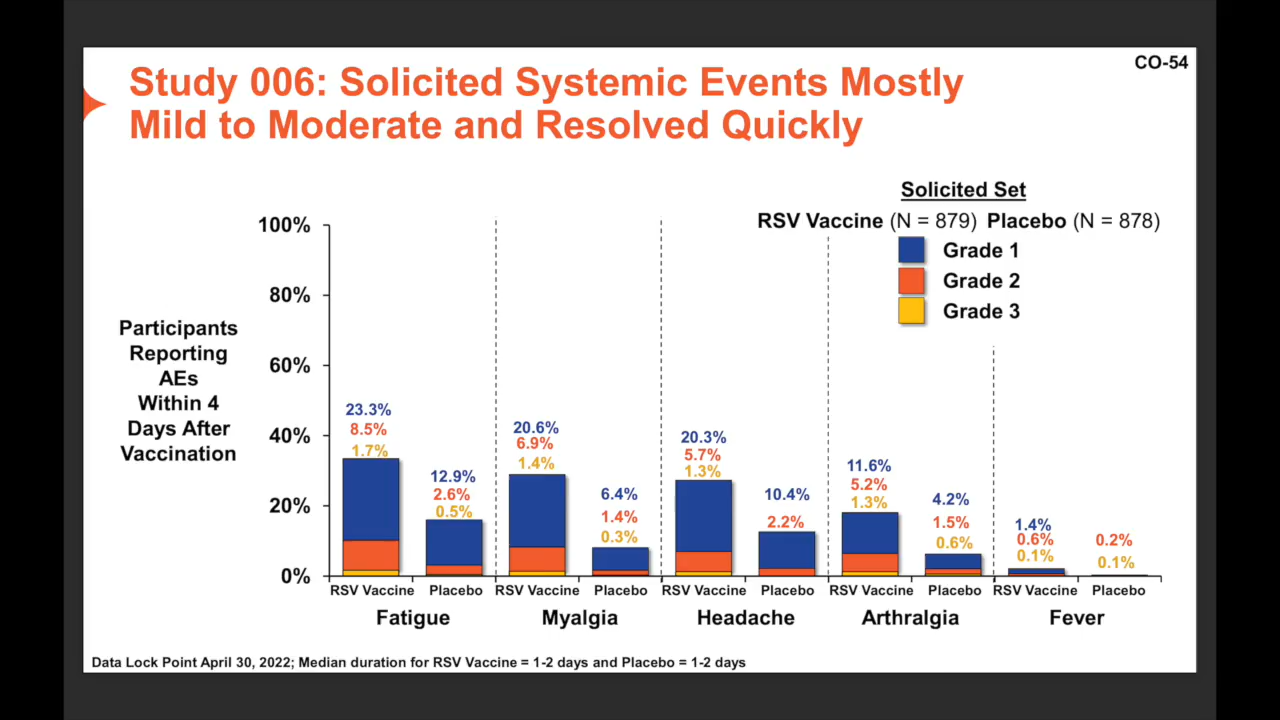 CO-54
Study 006: Solicited Systemic Events Mostly
Mild to Moderate and Resolved Quickly
Solicited Set
RSV Vaccine (N = 879) Placebo (N = 878)
Grade 1
Grade 2
Grade 3
Participants
Reporting
AEs
Within 4
Days After
Vaccination
100%
80%
60%
40%
20%
0%
23.3%
8.5%
1.7%
12.9%
2.6%
0.5%
20.6%
6.9%
1.4%
6.4%
1.4%
0.3%
20.3%
5.7%
1.3%
10.4%
2.2%
11.6%
5.2%
1.3%
4.2%
1.5%
0.6%
1.4%
0.6%
0.1%
0.2%
0.1%
RSV Vaccine Placebo RSV Vaccine Placebo RSV Vaccine Placebo RSV Vaccine Placebo RSV Vaccine Placebo
Fatigue Myalgia Headache Arthralgia Fever
Data Lock Point April 30, 2022; Median duration for RSV Vaccine = 1-2 days and Placebo = 1-2 days